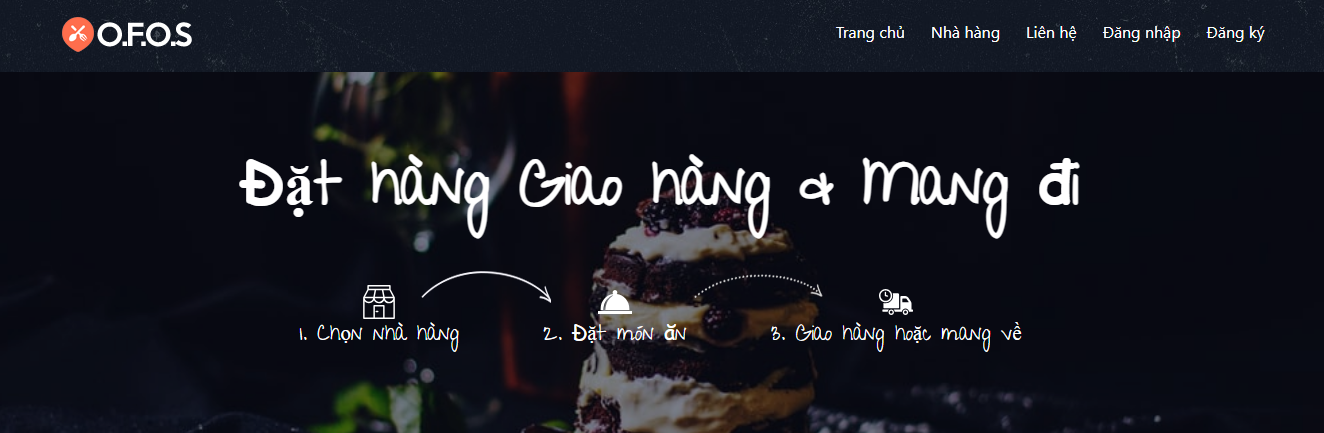 O.F.O.S
Trang chủ Nhà hàng Liên hệ Đăng nhập Đăng ký
Đặt hàng Giao hàng & Mang đi
1. Chọn nhà hàng
2. Đặt món ăn
3. Giao hàng hoặc mang về